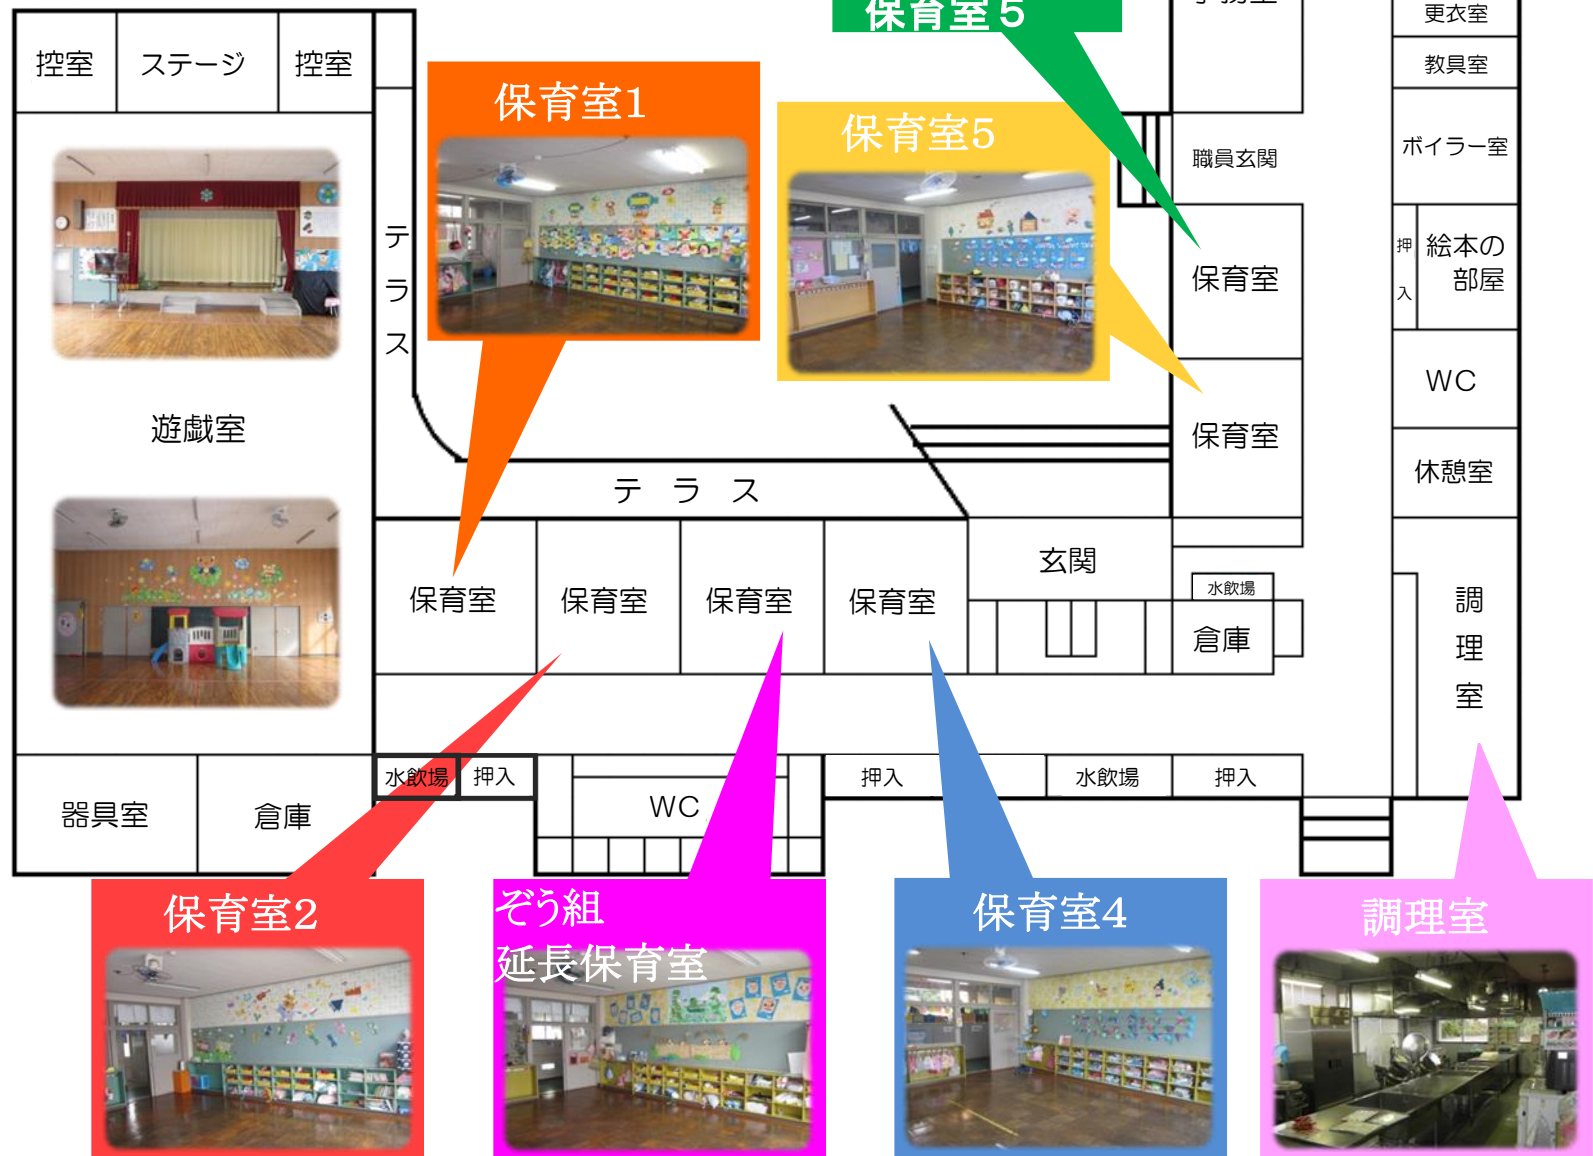 保育室５
更衣室
控室
ステージ
控室
教具室
保育室1
保育室5
職員玄関
ボイラー室
テラス
保育室
押入
絵本の
部屋
遊戯室
保育室
WC
休憩室
テラス
玄関
保育室
保育室
保育室
保育室
水飲場
倉庫
調理室
水飲場
押入
押入
水飲場
押入
器具室
倉庫
WC
保育室2
ぞう組
延長保育室
保育室4
調理室